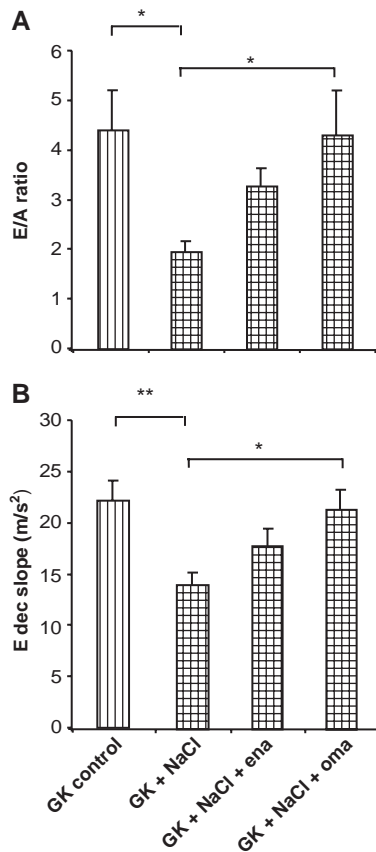 A
*
*
6
5
4
3
2
1
0
E/A ratio
B
**
*
30
25
20
15
10
5
0
E dec slope (m/s²)
GK control
GK + NaCl
GK + NaCl + ena
GK + NaCl + oma